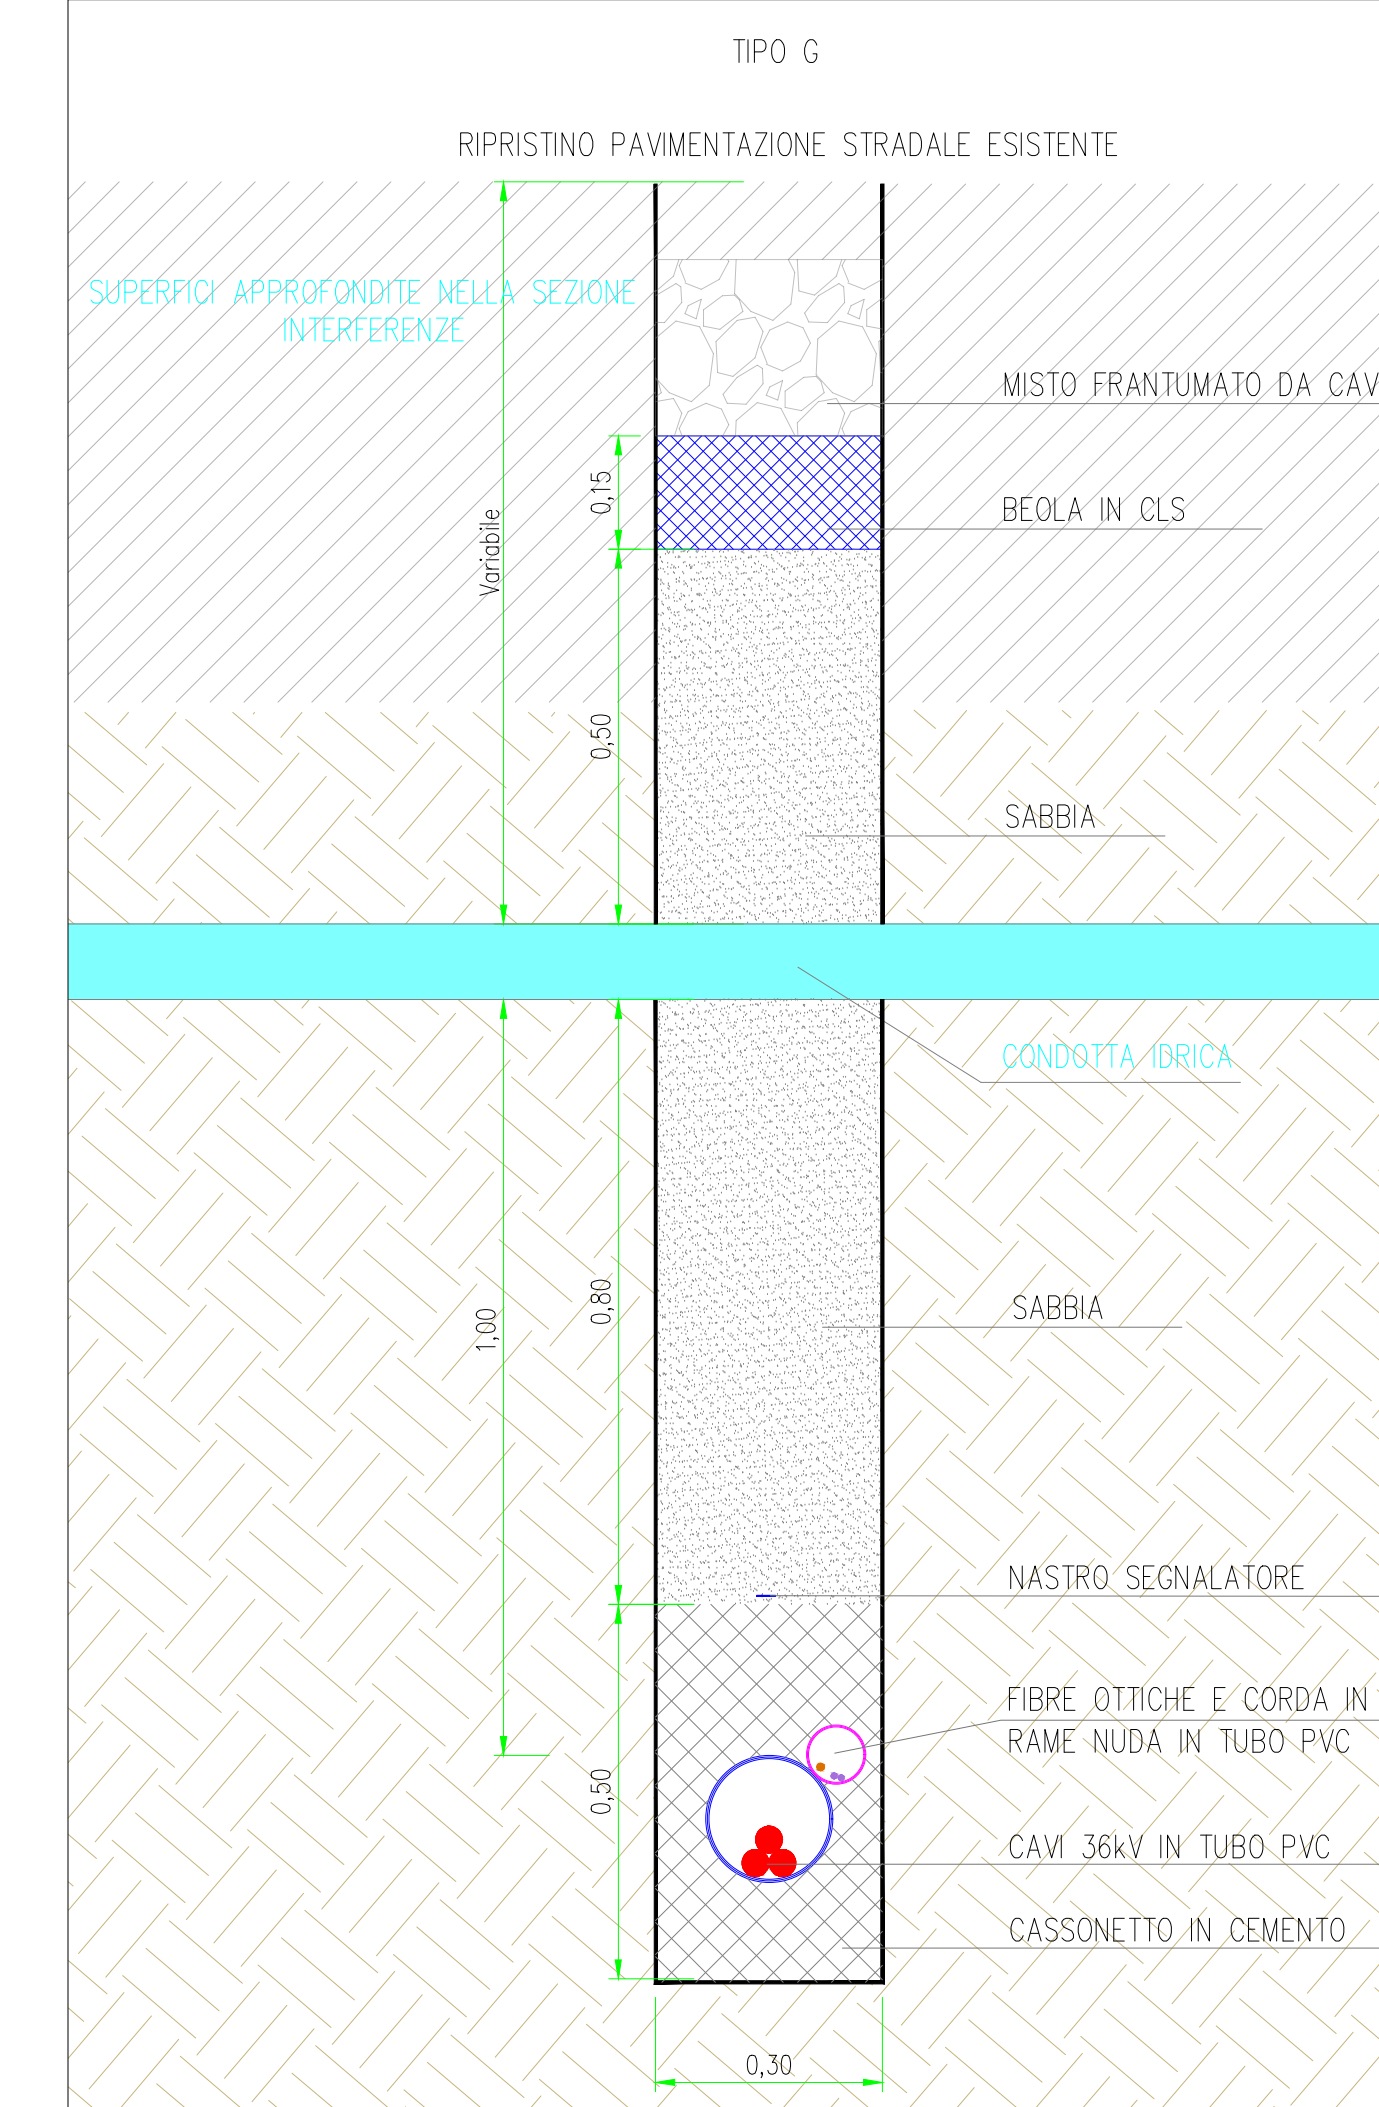 TIPO G
RIPRISTINO PAVIMENTAZIONE STRADALE ESISTENTE
SUPERFICI APPROFONDITE NELLA SEZIONE
INTERFERENZE
MISTO FRANTUMATO DA CAV
0,15
BEOLA IN CLS
Variabile
0,50
SABBIA
CONDOTTA IDRICA
0,80
1,00
SABBIA
NASTRO SEGNALATORE
FIBRE OTTICHE E CORDA IN
RAME NUDA IN TUBO PVC
0,50
CAVI 36kV IN TUBO PVC
CASSONETTO IN CEMENTO
0,30